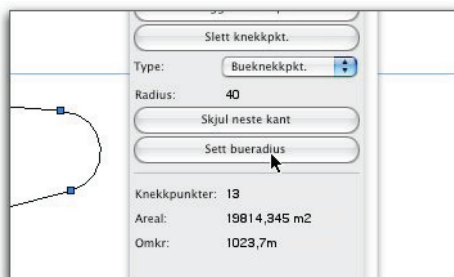 Slett knekkpkt.
Type: Bueknekkpkt.
Radius: 40
Skjul neste kant
Sett bueradius
Knekkpunkter: 13
Areal: 19814,345 m2
Omkr: 1023,7m